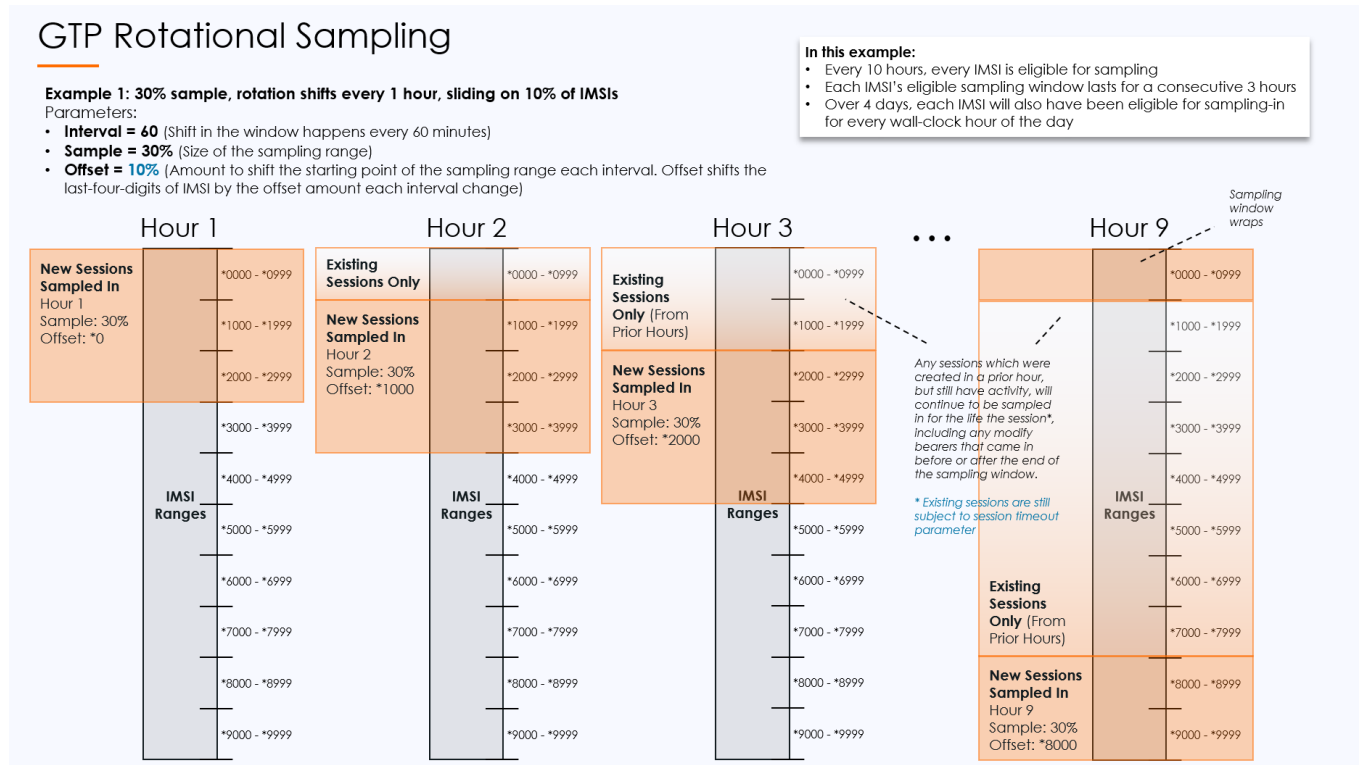 GTP Rotational Sampling
In this example:
• Every 10 hours, every IMSI is eligible for sampling
• Each IMSI's eligible sampling window lasts for a consecutive 3 hours
• Over 4 days, each IMSI will also have been eligible for sampling-in
for every wall-clock hour of the day
Example 1: 30% sample, rotation shifts every 1 hour, sliding on 10% of IMSIs
Parameters:
• Interval = 60 (Shift in the window happens every 60 minutes)
• Sample = 30% (Size of the sampling range)
• Offset = 10% (Amount to shift the starting point of the sampling range each interval. Offset shifts the
last-four-digits of IMSI by the offset amount each interval change)
Hour 1
New Sessions
Sampled In
Hour 1
Sample: 30%
Offset: *0
IMSI
Ranges
*0000 - *0999
*1000 - *1999
*2000 - *2999
*3000 - *3999
*4000 - *4999
*5000 - *5999
*6000 - *6999
*7000 - *7999
*8000 - *8999
*9000 - *9999
Hour 2
Existing
Sessions Only
New Sessions
Sampled In
Hour 2
Sample: 30%
Offset: *1000
IMSI
Ranges
*0000 - *0999
*1000 - *1999
*2000 - *2999
*3000 - *3999
*4000 - *4999
*5000 - *5999
*6000 - *6999
*7000 - *7999
*8000 - *8999
*9000 - *9999
Hour 3
Existing
Sessions
Only (From
Prior Hours)
New Sessions
Sampled In
Hour 3
Sample: 30%
Offset: *2000
IMSI
Ranges
*0000 - *0999
*1000 - *1999
*2000 - *2999
*3000 - *3999
*4000 - *4999
*5000 - *5999
*6000 - *6999
*7000 - *7999
*8000 - *8999
*9000 - *9999
• • •
Any sessions which were
created in a prior hour,
but still have activity, will
continue to be sampled
in for the life the session*,
including any modify
bearers that came in
before or after the end of
the sampling window.
* Existing sessions are still
subject to session timeout
parameter
Hour 9
Sampling
window
wraps
Existing
Sessions
Only (From
Prior Hours)
New Sessions
Sampled In
Hour 9
Sample: 30%
Offset: *8000
IMSI
Ranges
*0000 - *0999
*1000 - *1999
*2000 - *2999
*3000 - *3999
*4000 - *4999
*5000 - *5999
*6000 - *6999
*7000 - *7999
*8000 - *8999
*9000 - *9999